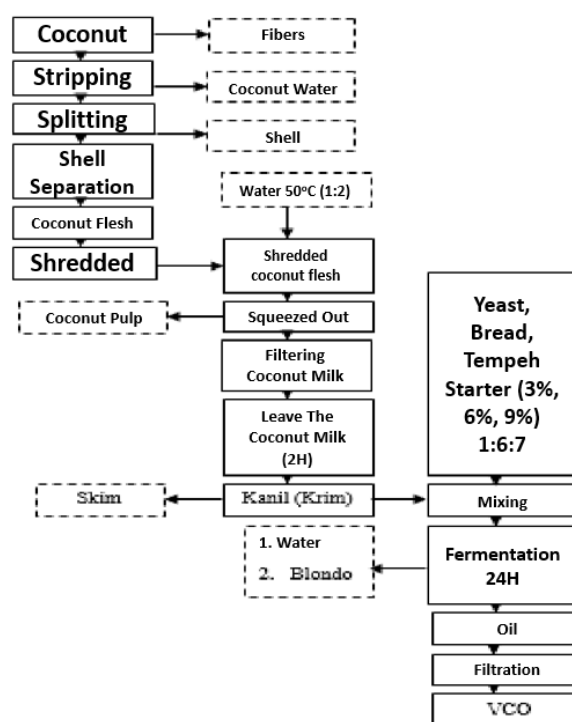 Coconut
Fibers
Stripping
Coconut Water
Splitting
Shell
Shell
Separation
Water 50°C (1:2)
Coconut Flesh
Shredded
Shredded
coconut flesh
Coconut Pulp
Squeezed Out
Filtering
Coconut Milk
Leave The
Coconut Milk
(2H)
Yeast,
Bread,
Tempeh
Starter (3%,
6%, 9%)
1:6:7
Skim
Kanil (Krim)
Mixing
1. Water
2. Blondo
Fermentation
24H
Oil
Filtration
VCO